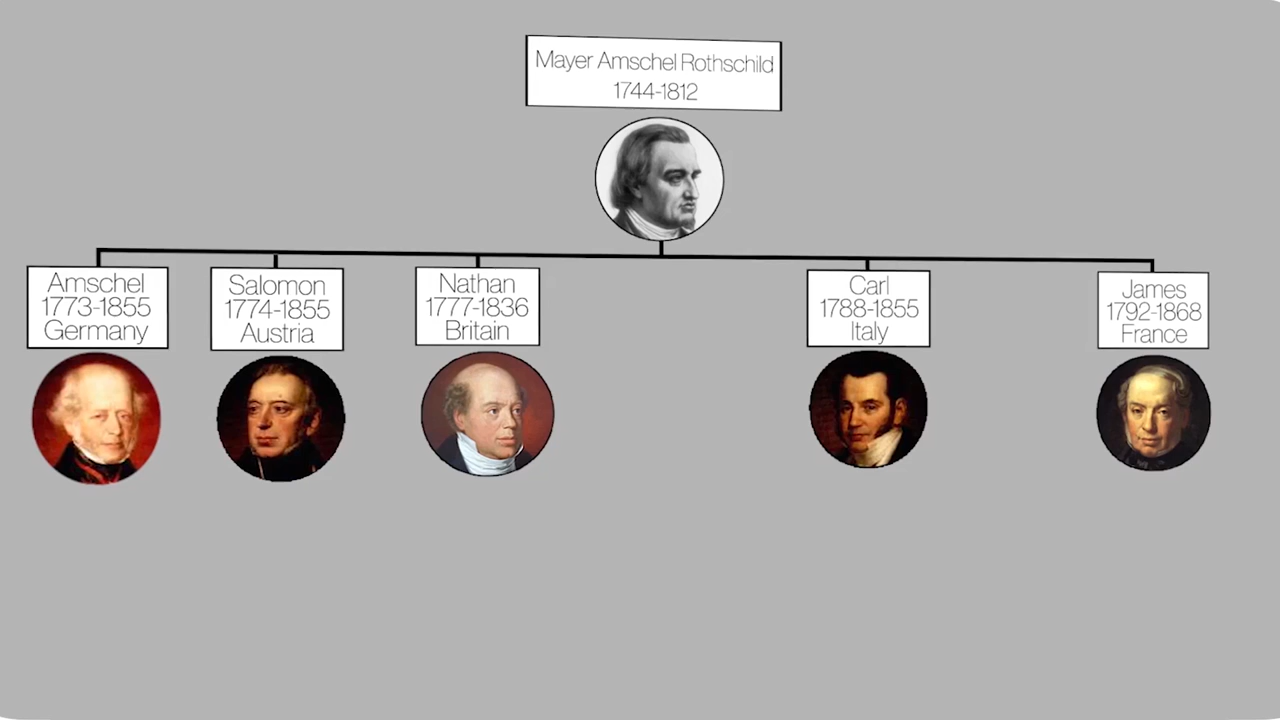 Mayer Amschel Rothschild
1744-1812
Amschel
1773-1855
Germany
Salomon
1774-1855
Austria
Nathan
1777-1836
Britain
Carl
1788-1855
Italy
James
1792-1868
France